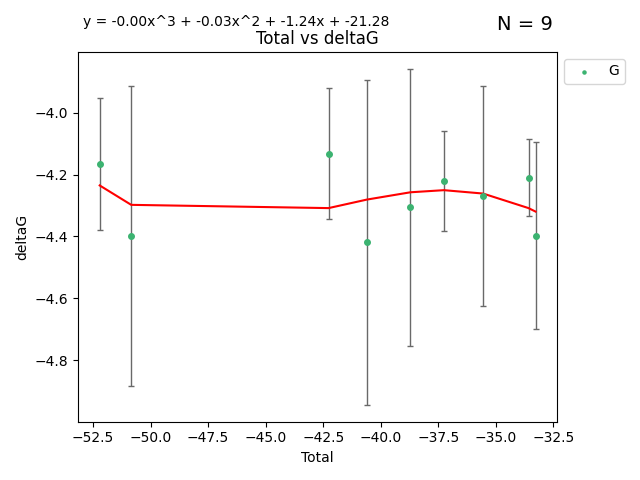 y = -0.00x^3 + -0.03x^2 + -1.24x + -21.28
N = 9
Total vs deltaG
G
−4.0
−4.2
−4.4
−4.6
−4.8
deltaG
−52.5 −50.0 −47.5 −45.0 −42.5 −40.0 −37.5 −35.0 −32.5
Total